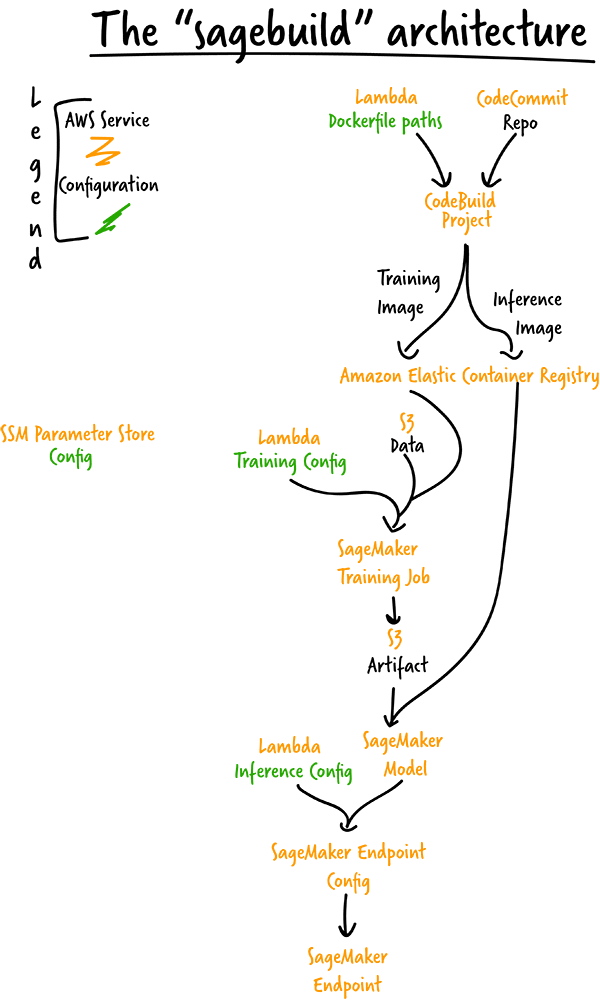 The “sagebuild” architecture
Legend
AWS Service
Configuration
Lambda
Dockerfile paths
CodeCommit
Repo
CodeBuild
Project
Training
Image
Inference
Image
Amazon Elastic Container Registry
SSM Parameter Store
Config
Lambda
Training Config
S3
Data
SageMaker
Training Job
S3
Artifact
Lambda
Inference Config
SageMaker
Model
SageMaker Endpoint
Config
SageMaker
Endpoint